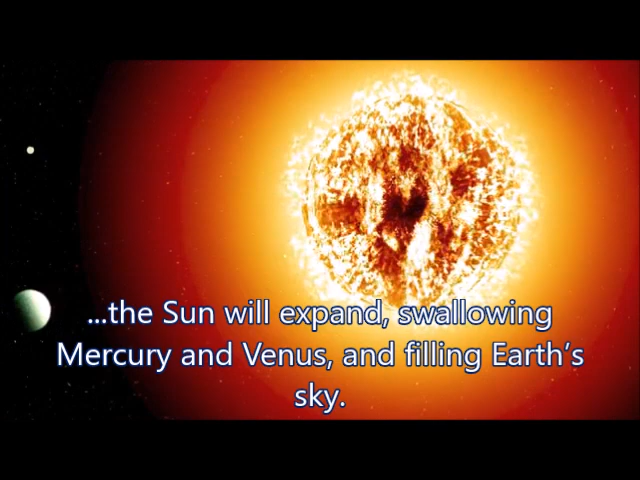 ...the Sun will expand, swallowing
Mercury and Venus, and filling Earth's
sky.